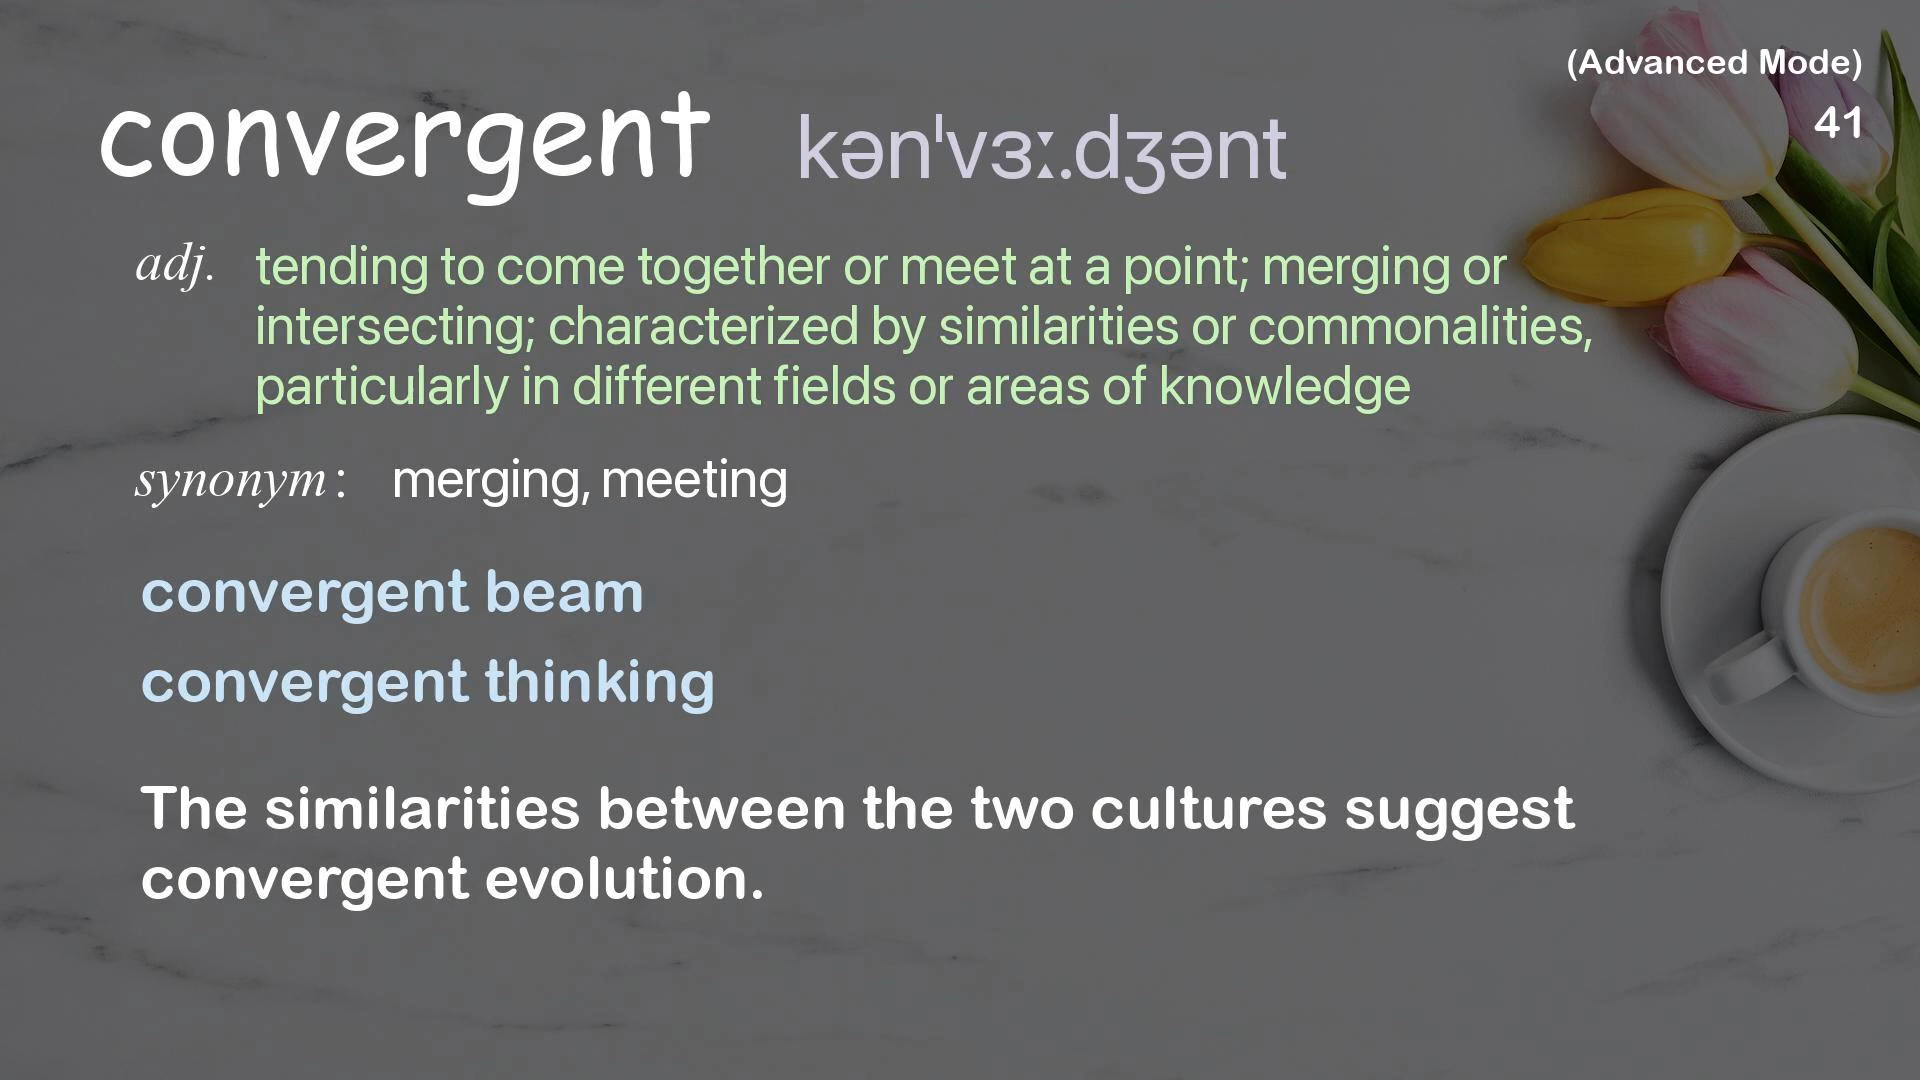 (Advanced Mode)
41
convergent kən'vɜː.dʒənt
adj. tending to come together or meet at a point; merging or
intersecting; characterized by similarities or commonalities,
particularly in different fields or areas of knowledge
synonym : merging, meeting
convergent beam
convergent thinking
The similarities between the two cultures suggest
convergent evolution.